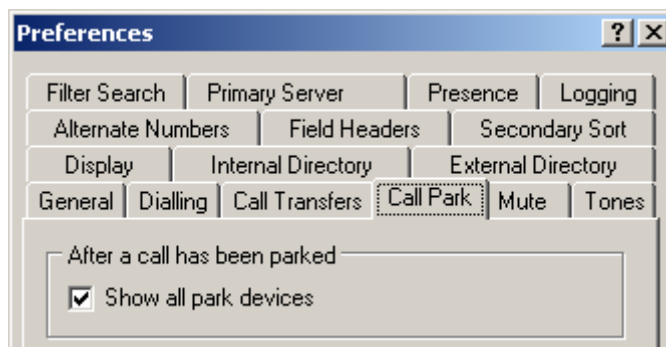 Preferences
Filter Search Primary Server Presence Logging
Alternate Numbers Field Headers Secondary Sort
Display Internal Directory External Directory
General Dialling Call Transfers Call Park Mute Tones
After a call has been parked
Show all park devices